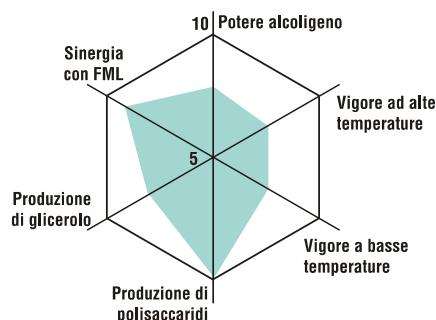 10
Potere alcoligeno
Sinergia
con FML
Vigore ad alte
temperature
5
Produzione
di glicerolo
Vigore a basse
temperature
Produzione di
polisaccaridi